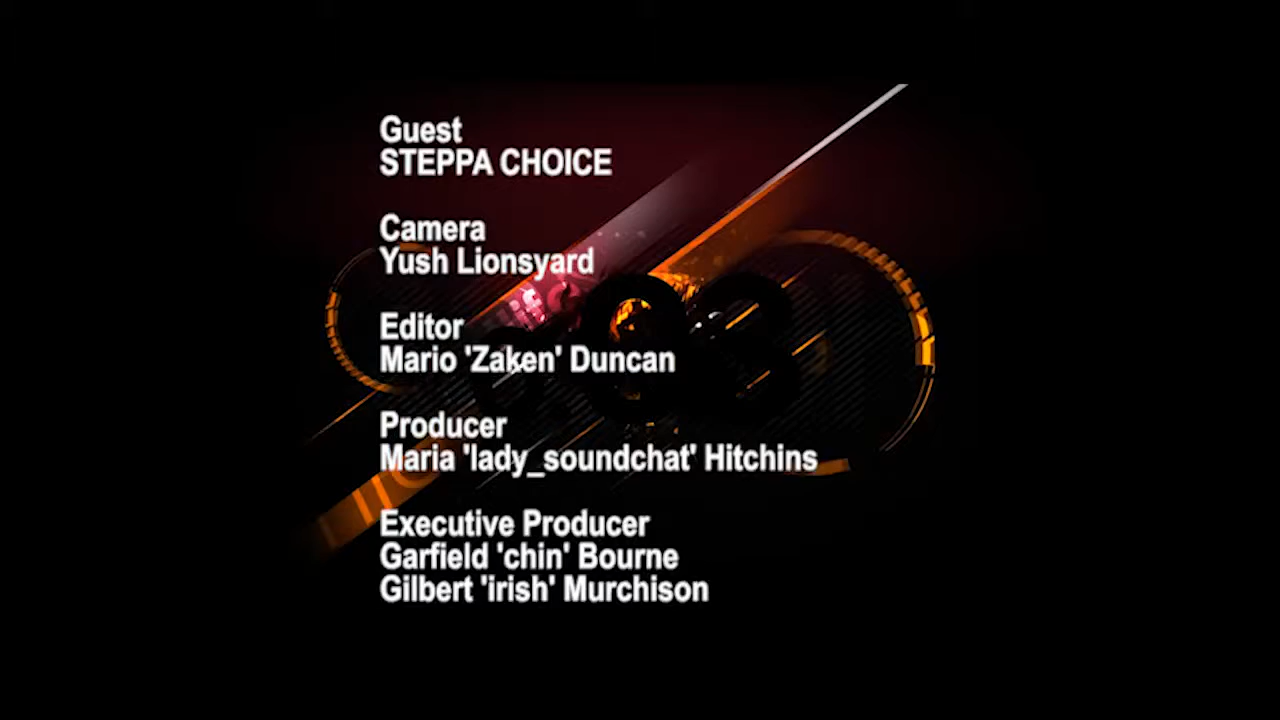 Guest
STEPPA CHOICE
Camera
Yush Lionsyard
Editor
Mario 'Zaken' Duncan
Producer
Maria 'lady_soundchat' Hitchins
Executive Producer
Garfield 'chin' Bourne
Gilbert 'irish' Murchison